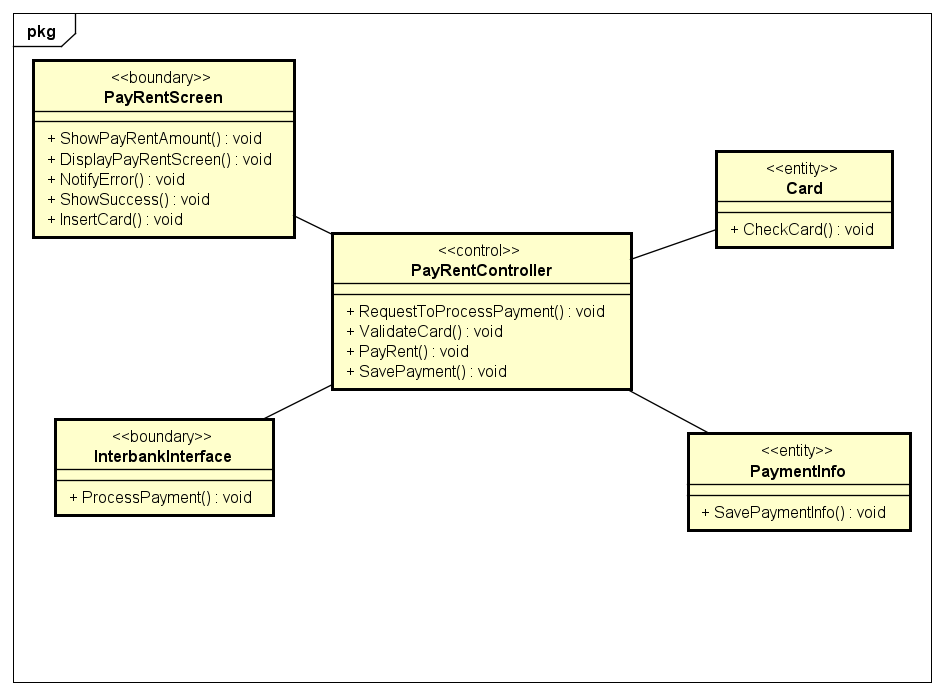 pkg
<<boundary>>
PayRentScreen
+ ShowPayRentAmount() : void
+ DisplayPayRentScreen() : void
+ NotifyError() : void
+ ShowSuccess() : void
+ InsertCard() : void
<<entity>>
Card
+ CheckCard() : void
<<control>>
PayRentController
+ RequestToProcessPayment() : void
+ ValidateCard() : void
+ PayRent() : void
+ SavePayment() : void
<<boundary>>
InterbankInterface
+ ProcessPayment() : void
<<entity>>
PaymentInfo
+ SavePaymentInfo() : void